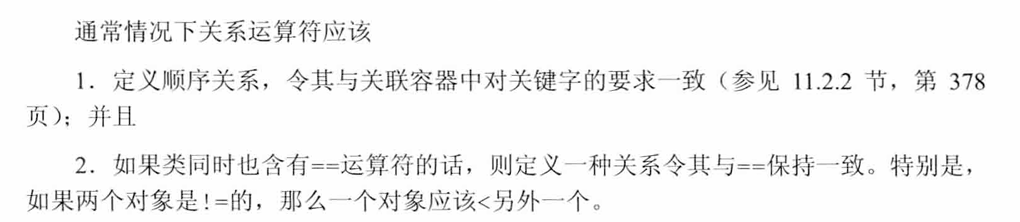 通常情况下关系运算符应该
1．定义顺序关系，令其与关联容器中对关键字的要求一致（参见 11.2.2 节，第 378
页）；并且
2．如果类同时也含有==运算符的话，则定义一种关系令其与==保持一致。特别是，
如果两个对象是!=的，那么一个对象应该<另外一个。